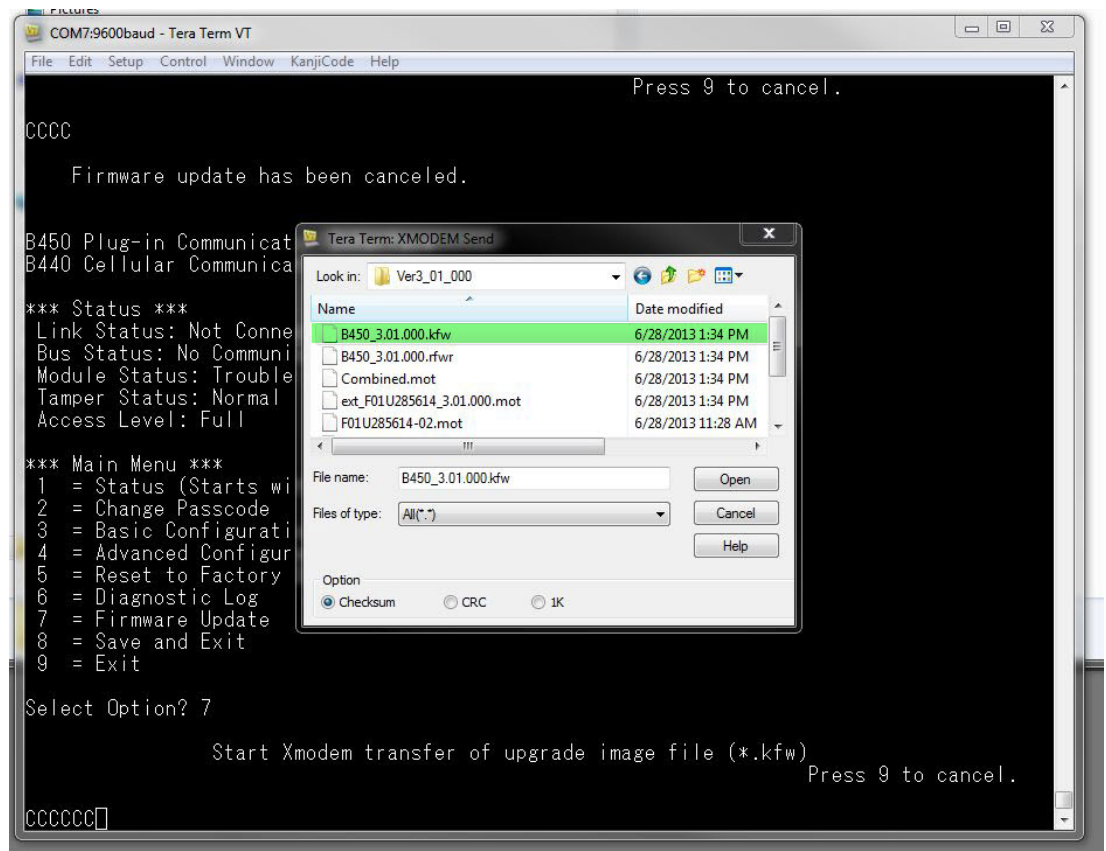 Pictures
COM7:9600baud - Tera Term VT
File Edit Setup Control Window KanjiCode Help
Press 9 to cancel.
CCCC
Firmware update has been canceled.
B450 Plug-in Communicat
B440 Cellular Communica
*** Status ***
Link Status: Not Conne
Bus Status: No Communi
Module Status: Trouble
Tamper Status: Normal
Access Level: Full
*** Main Menu ***
1 = Status (Starts wi
2 = Change Passcode
3 = Basic Configurati
4 = Advanced Configur
5 = Reset to Factory
6 = Diagnostic Log
7 = Firmware Update
8 = Save and Exit
9 = Exit
Select Option? 7
Start Xmodem transfer of upgrade image file (*.kfw)
Press 9 to cancel.
CCCCCC
Tera Term: XMODEM Send
Look in: Ver3_01_000
Name Date modified
B450_3.01.000.kfw 6/28/2013 1:34 PM
B450_3.01.000.rfwr 6/28/2013 1:34 PM
Combined.mot 6/28/2013 1:34 PM
ext_F01U285614_3.01.000.mot 6/28/2013 1:34 PM
F01U285614-02.mot 6/28/2013 11:28 AM
File name: B450_3.01.000.kfw Open
Files of type: All(*.*) Cancel
Help
Option
Checksum CRC 1K